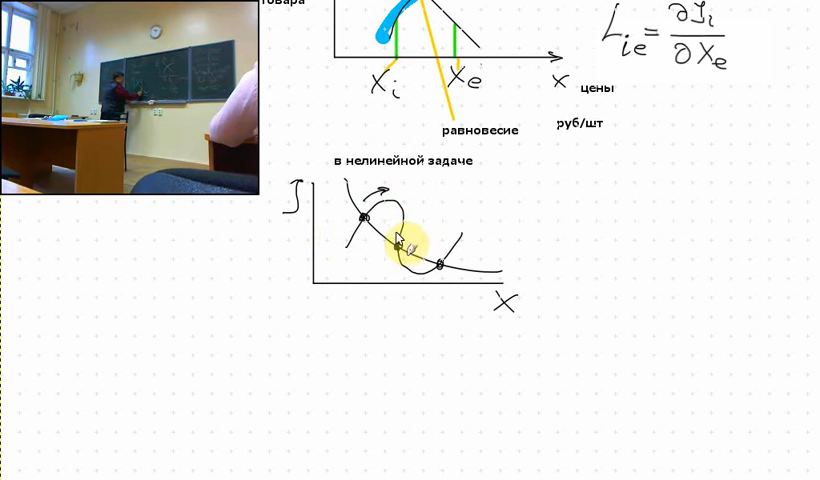 товара
L_ie = ∂J_i / ∂X_e
X_i X_e x цены
равновесие руб/шт
в нелинейной задаче
J
X